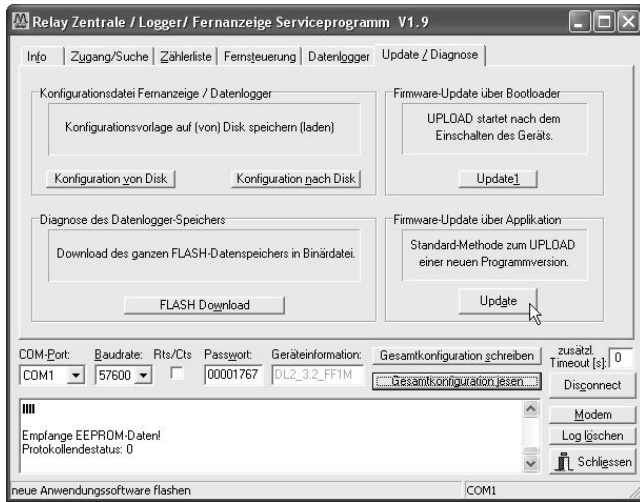 Relay Zentrale / Logger/ Fernanzeige Serviceprogramm V1.9
Info Zugang/Suche Zählerliste Fernsteuerung Datenlogger Update / Diagnose
Konfigurationsdatei Fernanzeige / Datenlogger
Konfigurationsvorlage auf (von) Disk speichern (laden)
Konfiguration von Disk Konfiguration nach Disk
Firmware-Update über Bootloader
UPLOAD startet nach dem
Einschalten des Geräts.
Update1
Diagnose des Datenlogger-Speichers
Download des ganzen FLASH-Datenspeichers in Binärdatei.
FLASH Download
Firmware-Update über Applikation
Standard-Methode zum UPLOAD
einer neuen Programmversion.
Update
COM-Port: Baudrate: Rts/Cts Passwort: Geräteinformation:
COM1 57600 00001767 DL2_3.2_FF1M
Gesamtkonfiguration schreiben
Gesamtkonfiguration lesen
zusätzl.
Timeout [s]: 0
Disconnect
Modem
Log löschen
Schliessen
IIII
Empfange EEPROM-Daten!
Protokollendestatus: 0
neue Anwendungssoftware flashen COM1